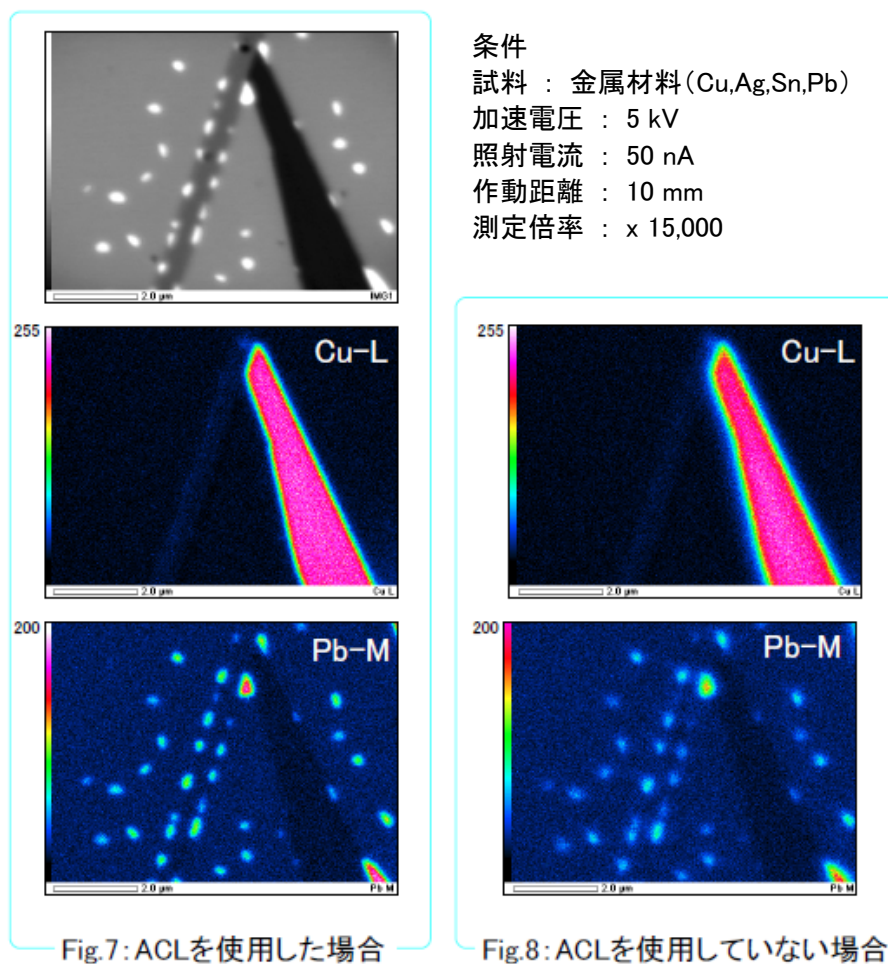 条件
試料 : 金属材料(Cu,Ag,Sn,Pb)
加速電圧 : 5 kV
照射電流 : 50 nA
作動距離 : 10 mm
測定倍率 : x 15,000
2.0 µm IMG1
255
Cu-L
2.0 µm Cu L
200
Pb-M
2.0 µm Pb M
Fig.7:ACLを使用した場合
255
Cu-L
2.0 µm Cu L
200
Pb-M
2.0 µm Pb M
Fig.8:ACLを使用していない場合